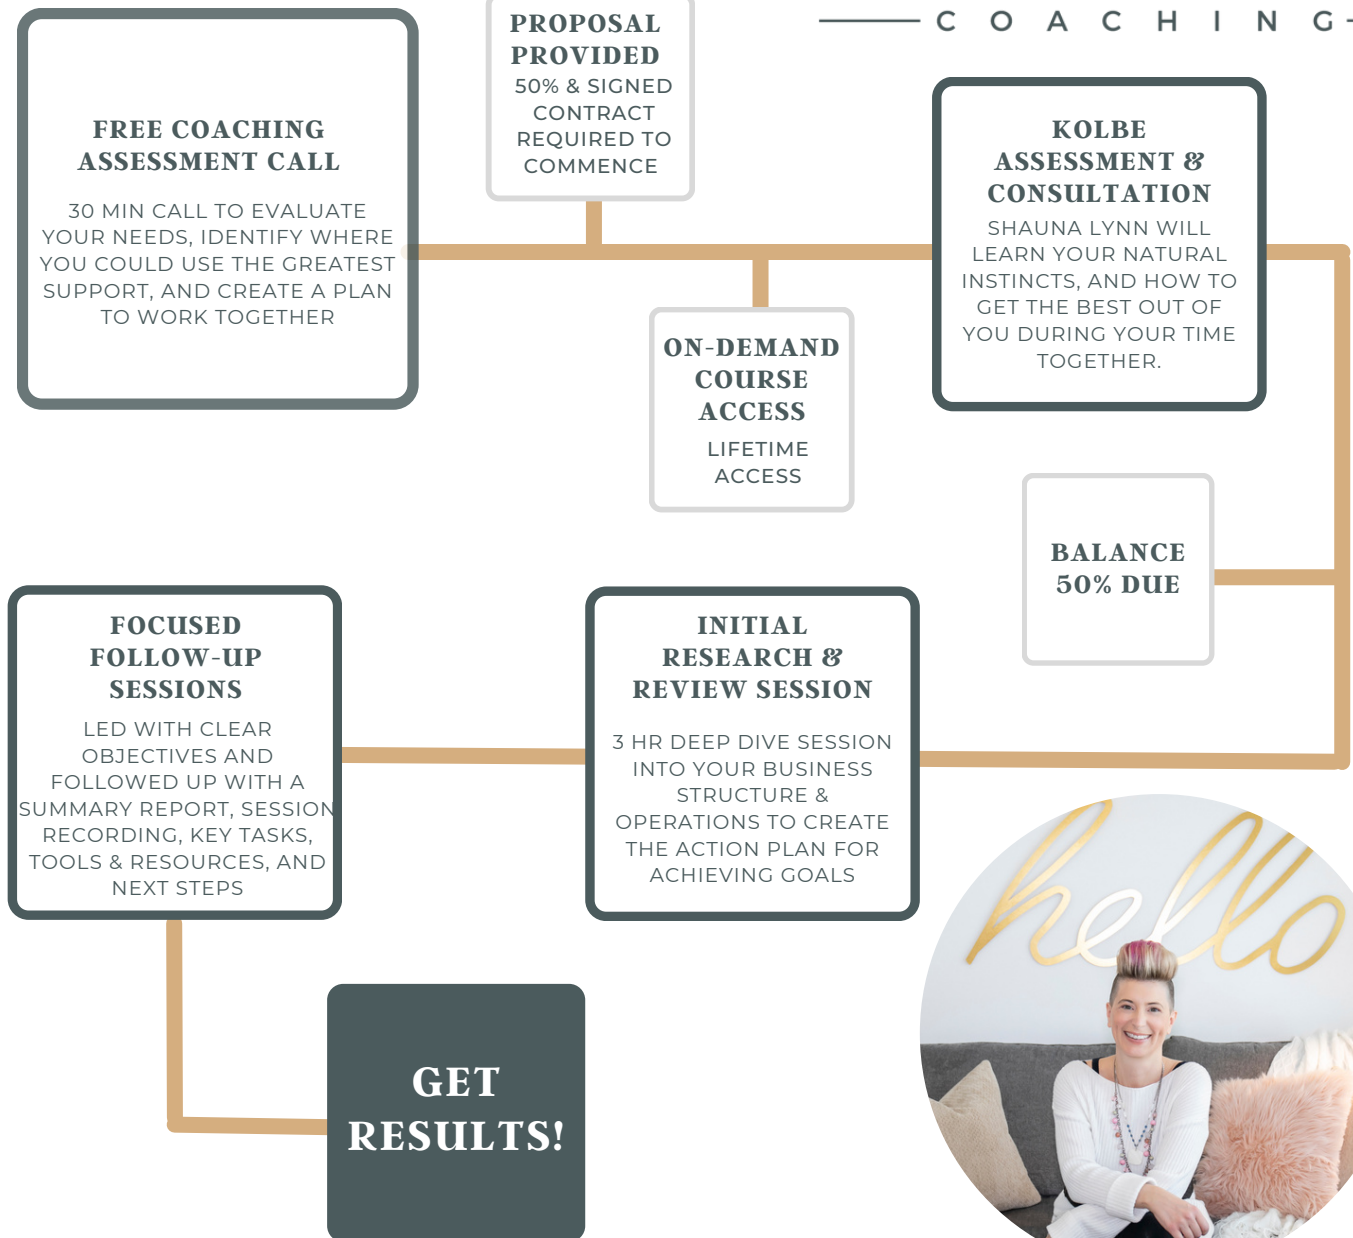 COACHING
FREE COACHING
ASSESSMENT CALL
30 MIN CALL TO EVALUATE
YOUR NEEDS, IDENTIFY WHERE
YOU COULD USE THE GREATEST
SUPPORT, AND CREATE A PLAN
TO WORK TOGETHER
PROPOSAL
PROVIDED
50% & SIGNED
CONTRACT
REQUIRED TO
COMMENCE
ON-DEMAND
COURSE
ACCESS
LIFETIME
ACCESS
KOLBE
ASSESSMENT &
CONSULTATION
SHAUNA LYNN WILL
LEARN YOUR NATURAL
INSTINCTS, AND HOW TO
GET THE BEST OUT OF
YOU DURING YOUR TIME
TOGETHER.
BALANCE
50% DUE
INITIAL
RESEARCH &
REVIEW SESSION
3 HR DEEP DIVE SESSION
INTO YOUR BUSINESS
STRUCTURE &
OPERATIONS TO CREATE
THE ACTION PLAN FOR
ACHIEVING GOALS
FOCUSED
FOLLOW-UP
SESSIONS
LED WITH CLEAR
OBJECTIVES AND
FOLLOWED UP WITH A
SUMMARY REPORT, SESSION
RECORDING, KEY TASKS,
TOOLS & RESOURCES, AND
NEXT STEPS
GET
RESULTS!
hello